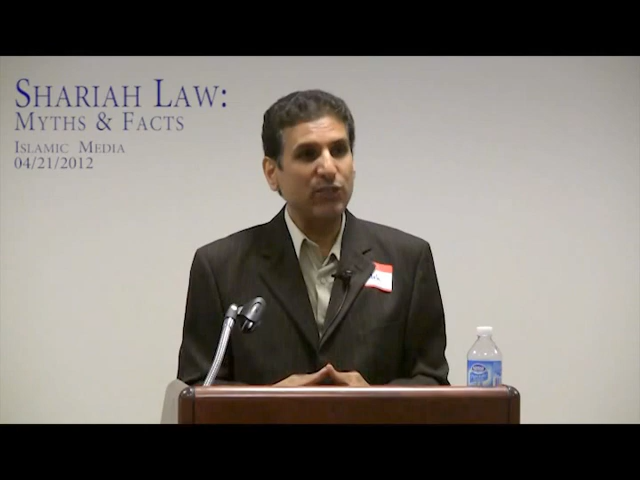 SHARIAH LAW:
MYTHS & FACTS
ISLAMIC MEDIA
04/21/2012